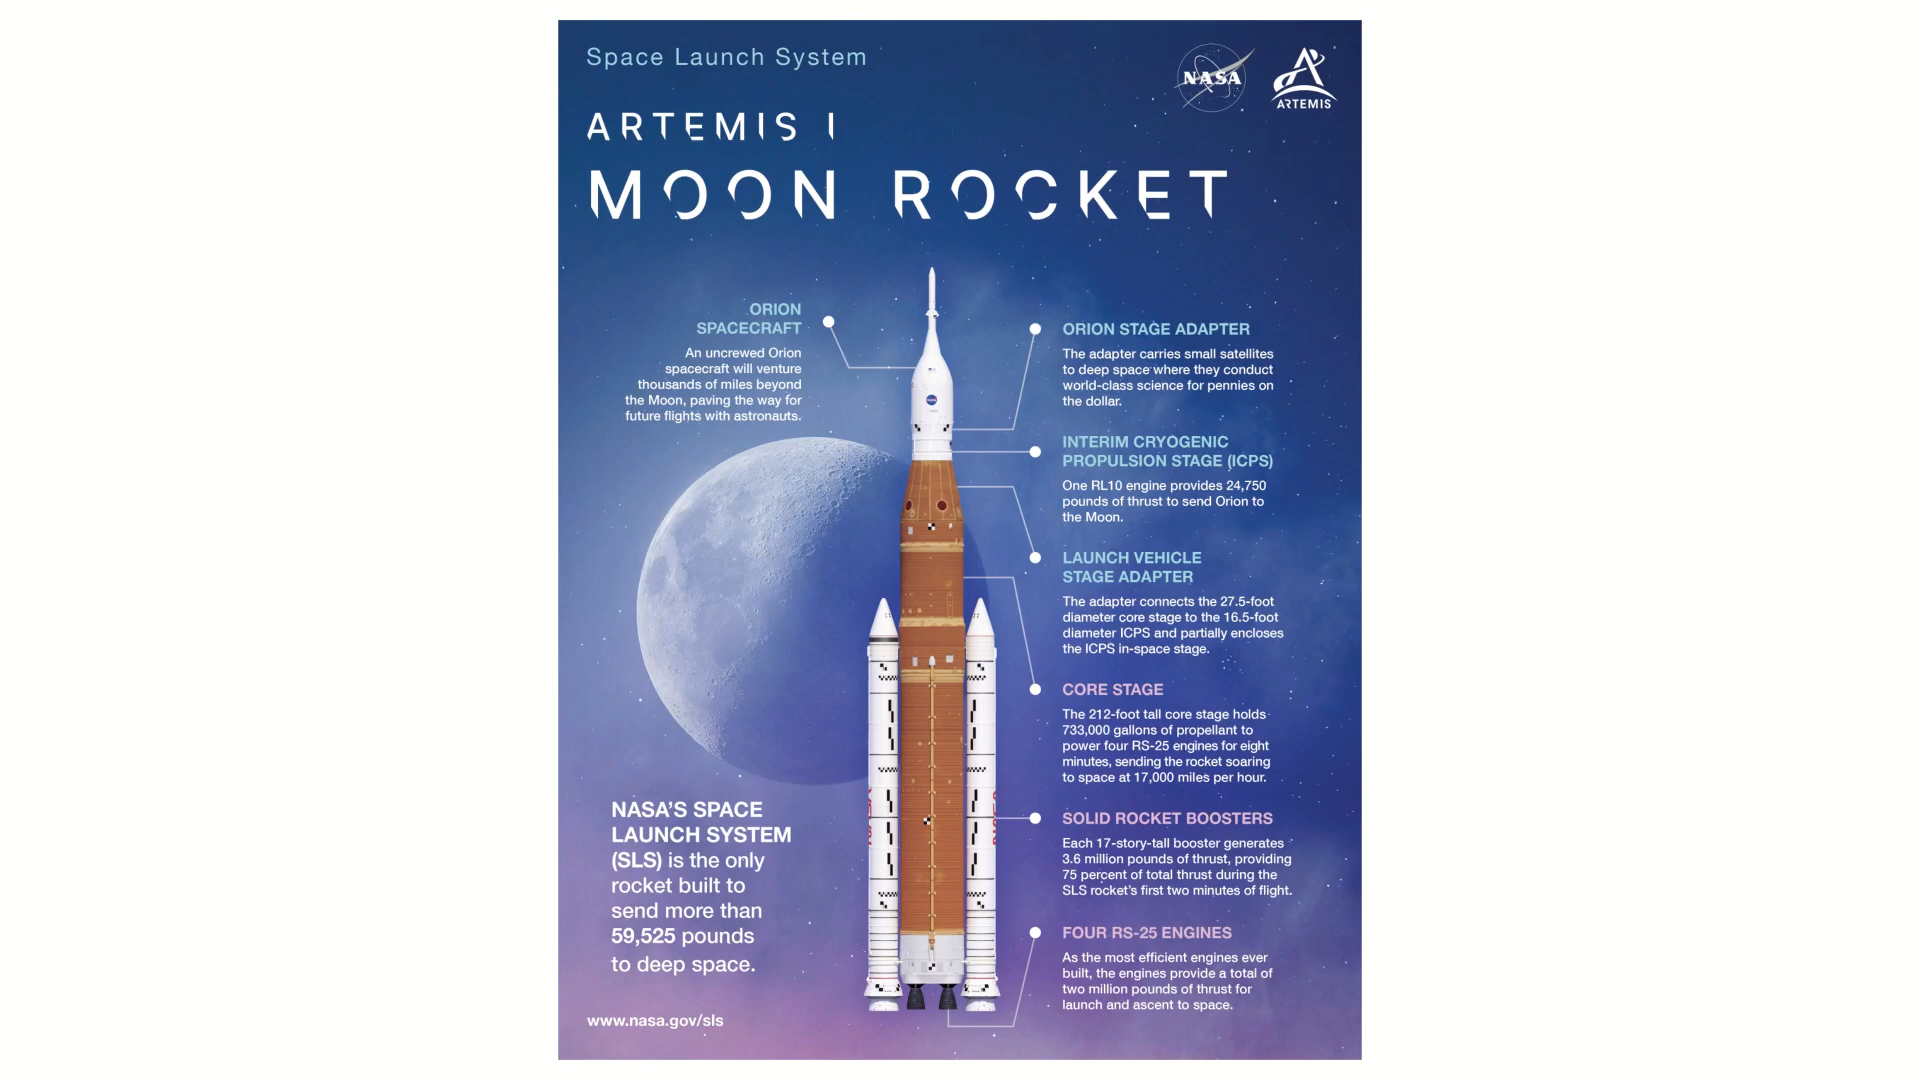 Space Launch System
NASA
ARTEMIS
ARTEMIS I
MOON ROCKET
ORION
SPACECRAFT
An uncrewed Orion
spacecraft will venture
thousands of miles beyond
the Moon, paving the way for
future flights with astronauts.
ORION STAGE ADAPTER
The adapter carries small satellites
to deep space where they conduct
world-class science for pennies on
the dollar.
INTERIM CRYOGENIC
PROPULSION STAGE (ICPS)
One RL10 engine provides 24,750
pounds of thrust to send Orion to
the Moon.
LAUNCH VEHICLE
STAGE ADAPTER
The adapter connects the 27.5-foot
diameter core stage to the 16.5-foot
diameter ICPS and partially encloses
the ICPS in-space stage.
CORE STAGE
The 212-foot tall core stage holds
733,000 gallons of propellant to
power four RS-25 engines for eight
minutes, sending the rocket soaring
to space at 17,000 miles per hour.
SOLID ROCKET BOOSTERS
Each 17-story-tall booster generates
3.6 million pounds of thrust, providing
75 percent of total thrust during the
SLS rocket's first two minutes of flight.
FOUR RS-25 ENGINES
As the most efficient engines ever
built, the engines provide a total of
two million pounds of thrust for
launch and ascent to space.
NASA'S SPACE
LAUNCH SYSTEM
(SLS) is the only
rocket built to
send more than
59,525 pounds
to deep space.
www.nasa.gov/sls